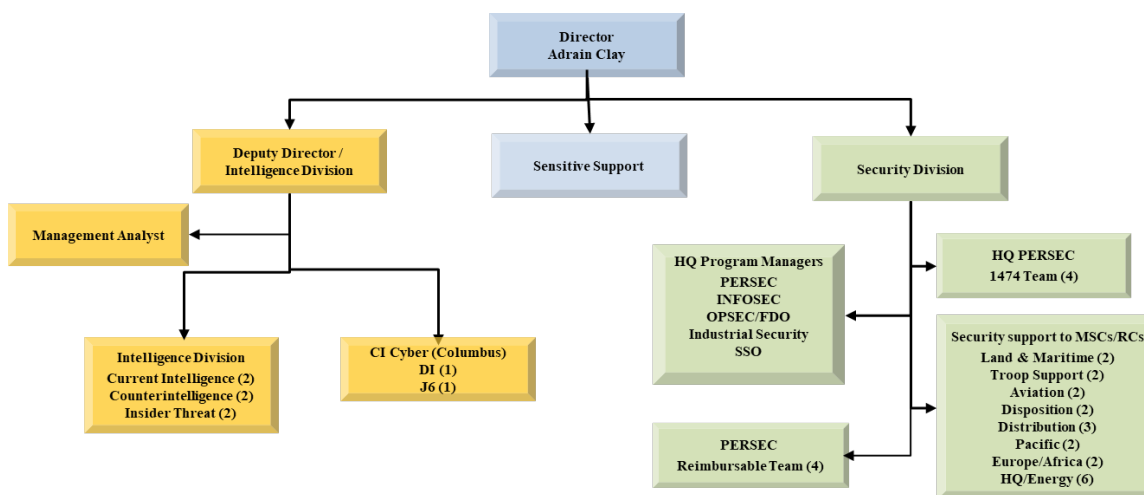 Director
Adrain Clay
Deputy Director /
Intelligence Division
Sensitive Support
Security Division
Management Analyst
HQ Program Managers
PERSEC
INFOSEC
OPSEC/FDO
Industrial Security
SSO
HQ PERSEC
1474 Team (4)
Intelligence Division
Current Intelligence (2)
Counterintelligence (2)
Insider Threat (2)
CI Cyber (Columbus)
DI (1)
J6 (1)
Security support to MSCs/RCs
Land & Maritime (2)
Troop Support (2)
Aviation (2)
Disposition (2)
Distribution (3)
Pacific (2)
Europe/Africa (2)
HQ/Energy (6)
PERSEC
Reimbursable Team (4)